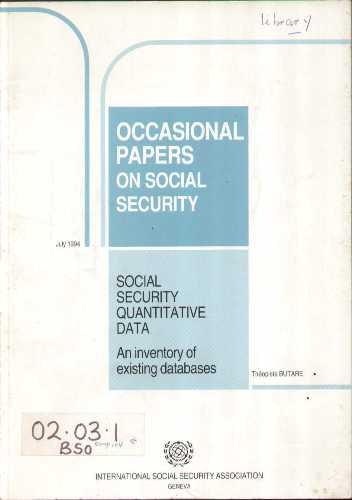 Library
OCCASIONAL
PAPERS
ON SOCIAL
SECURITY
July 1994
SOCIAL
SECURITY
QUANTITATIVE
DATA
An inventory of
existing databases
Théopiste BUTARE
02.03.1
BSO
INTERNATIONAL SOCIAL SECURITY ASSOCIATION
GENEVA